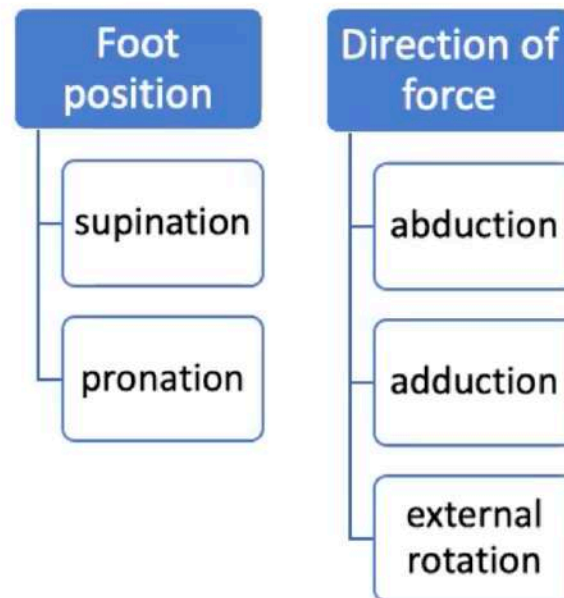 Foot
position
supination
pronation
Direction of
force
abduction
adduction
external
rotation